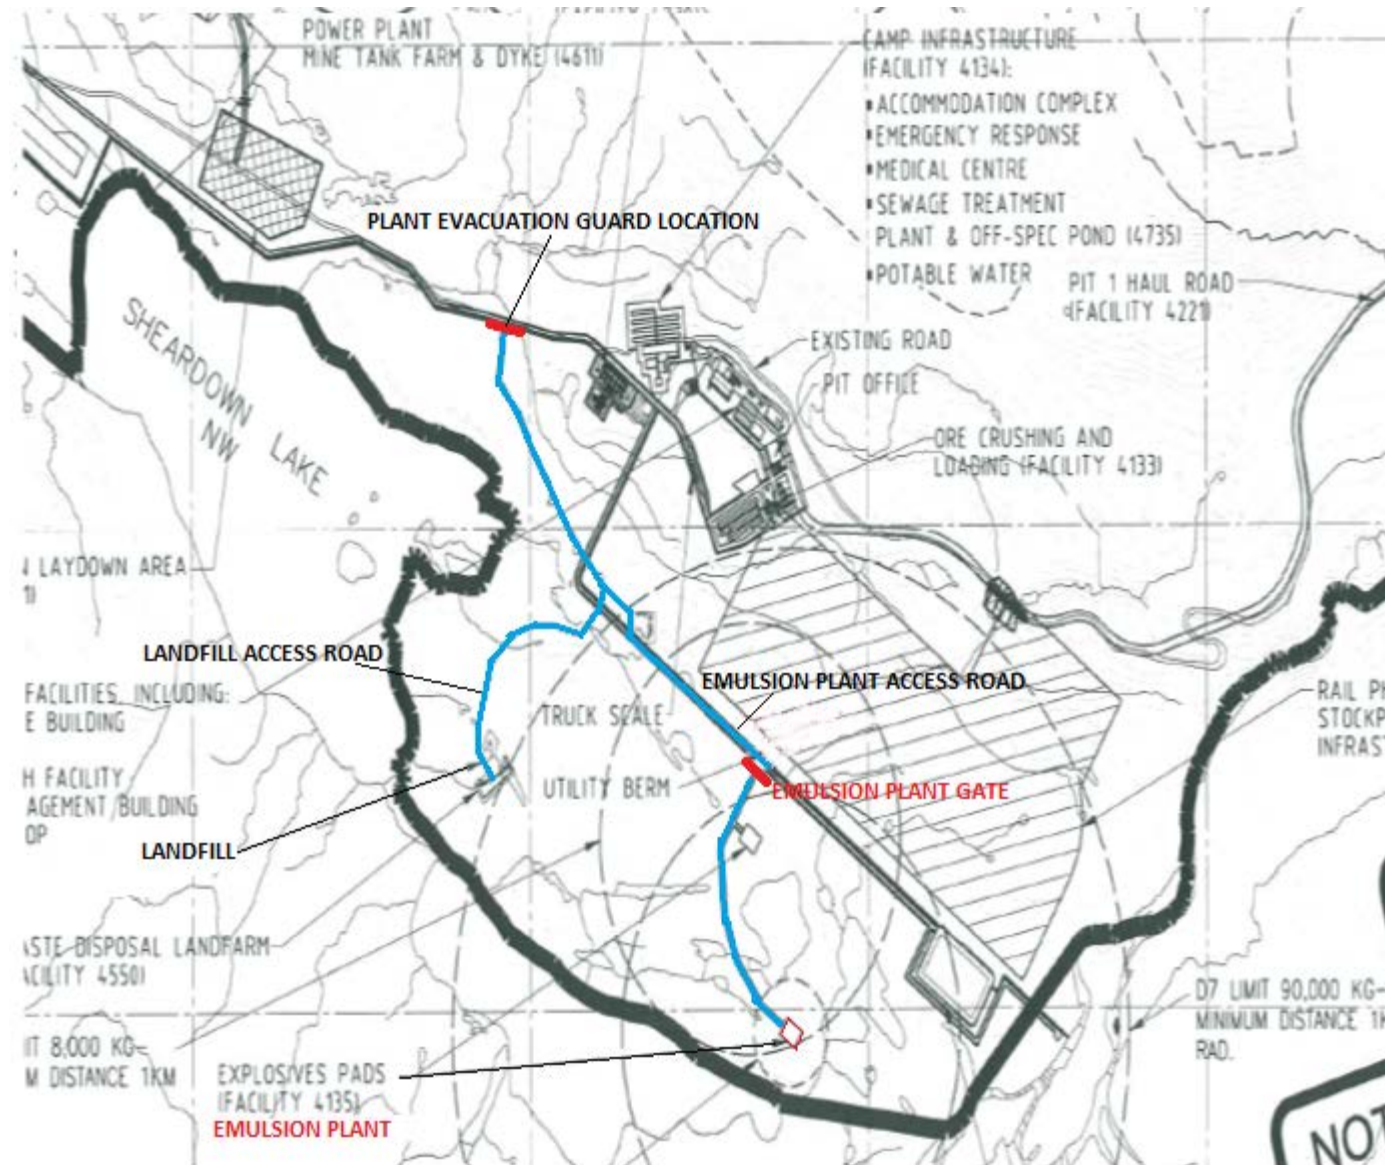 POWER PLANT
MINE TANK FARM & DYKE (4611)
CAMP INFRASTRUCTURE
(FACILITY 4134):
▪ACCOMMODATION COMPLEX
▪EMERGENCY RESPONSE
▪MEDICAL CENTRE
▪SEWAGE TREATMENT
PLANT & OFF-SPEC POND (4735)
▪POTABLE WATER
PLANT EVACUATION GUARD LOCATION
PIT 1 HAUL ROAD
(FACILITY 4221)
SHEARDOWN LAKE
NW
EXISTING ROAD
PIT OFFICE
ORE CRUSHING AND
LOADING (FACILITY 4133)
LAYDOWN AREA
LANDFILL ACCESS ROAD
EMULSION PLANT ACCESS ROAD
FACILITIES, INCLUDING:
E BUILDING
TRUCK SCALE
RAIL
STOCKP
INFRAST
H FACILITY
AGEMENT BUILDING
OP
UTILITY BERM
EMULSION PLANT GATE
LANDFILL
ASTE DISPOSAL LANDFARM
ACILITY 4550)
D7 LIMIT 90,000 KG-
MINIMUM DISTANCE 1K
RAD.
IT 8,000 KG-
M DISTANCE 1KM
EXPLOSIVES PADS
(FACILITY 4135)
EMULSION PLANT
NOT